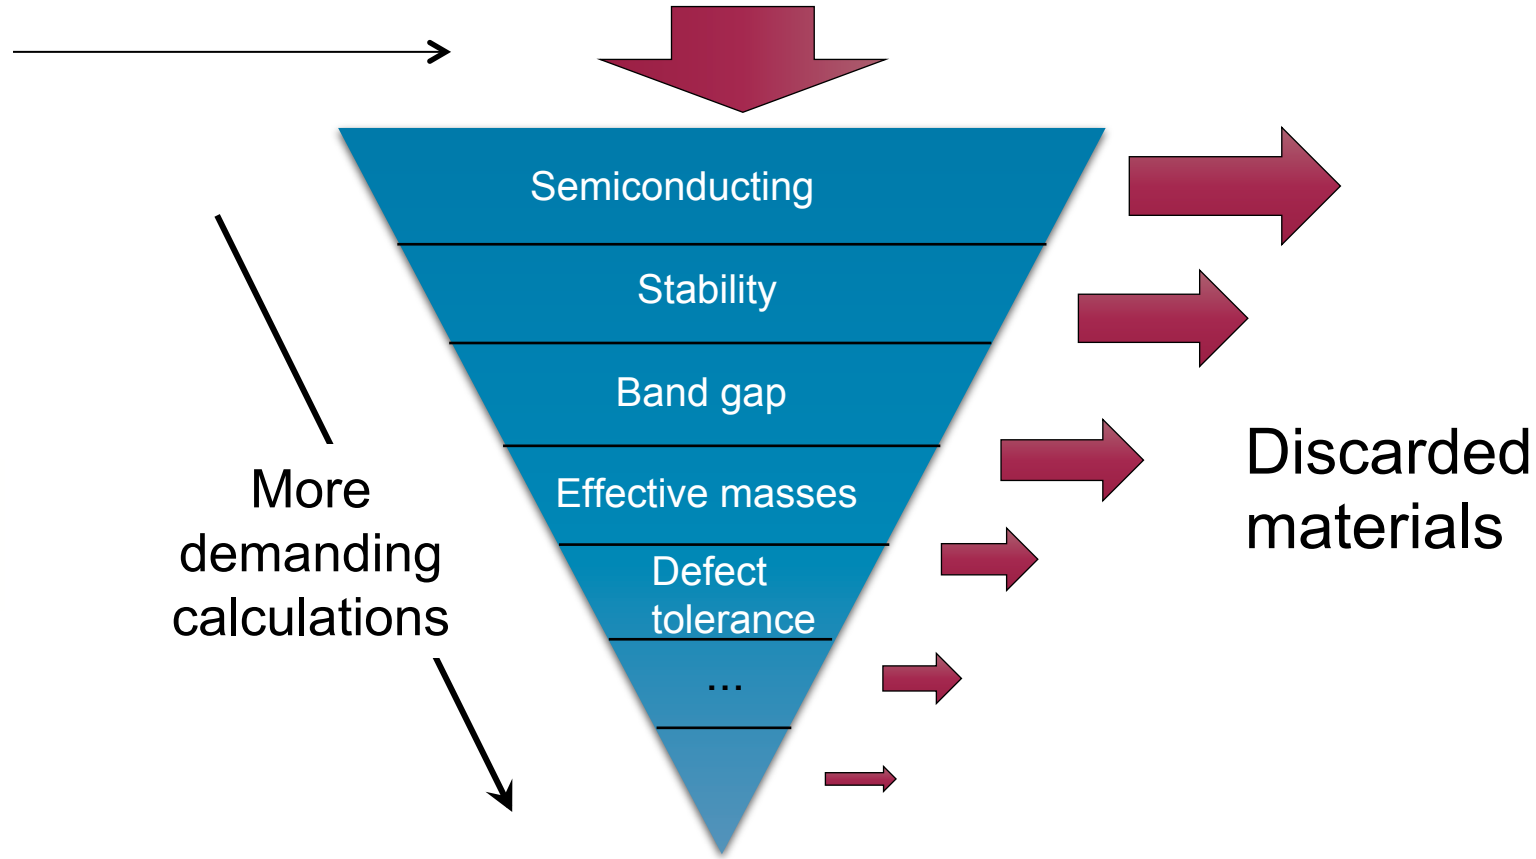 Semiconducting
Stability
Band gap
Effective masses
Defect
tolerance
...
More
demanding
calculations
Discarded
materials